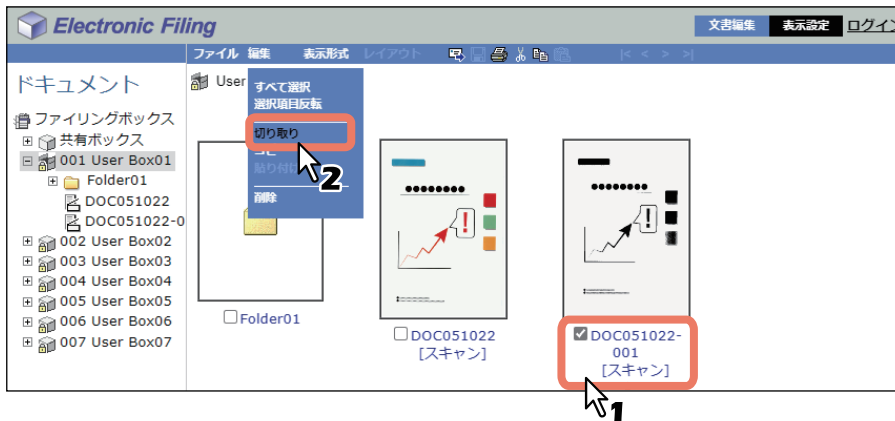 Electronic Filing
文書編集 表示設定 ログイン
ファイル 編集 表示形式 レイアウト |< < > >|
ドキュメント
ファイリングボックス
共有ボックス
001 User Box01
Folder01
DOC051022
DOC051022-0
002 User Box02
003 User Box03
004 User Box04
005 User Box05
006 User Box06
007 User Box07
User
すべて選択
選択項目反転
切り取り
削除
2
!
!
Folder01
DOC051022
[スキャン]
DOC051022-
001
[スキャン]
1